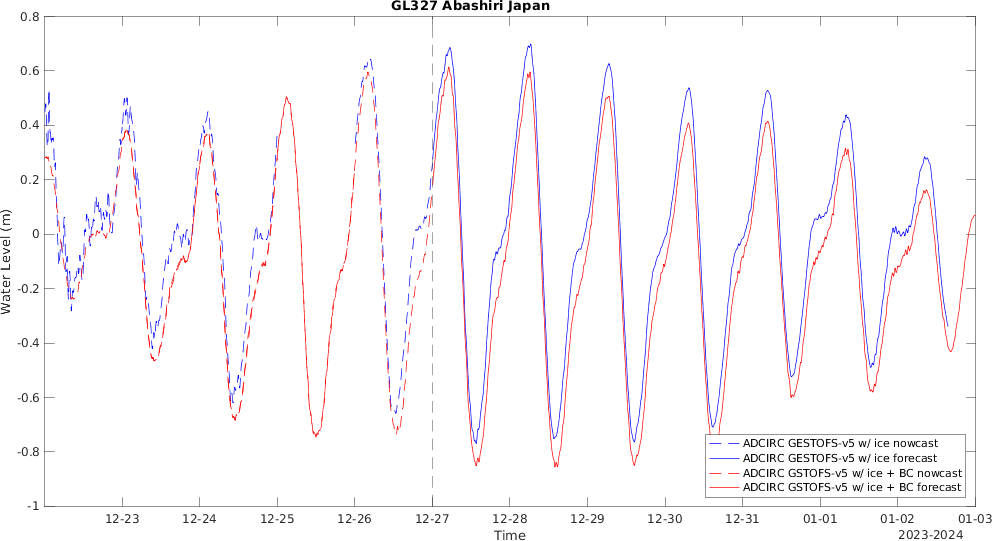 GL327 Abashiri Japan
0.8
0.6
0.4
0.2
0
-0.2
-0.4
-0.6
-0.8
-1
Water Level (m)
12-23 12-24 12-25 12-26 12-27 12-28 12-29 12-30 12-31 01-01 01-02 01-03
Time
2023-2024
ADCIRC GESTOFS-v5 w/ ice nowcast
ADCIRC GESTOFS-v5 w/ ice forecast
ADCIRC GSTOFS-v5 w/ ice + BC nowcast
ADCIRC GSTOFS-v5 w/ ice + BC forecast